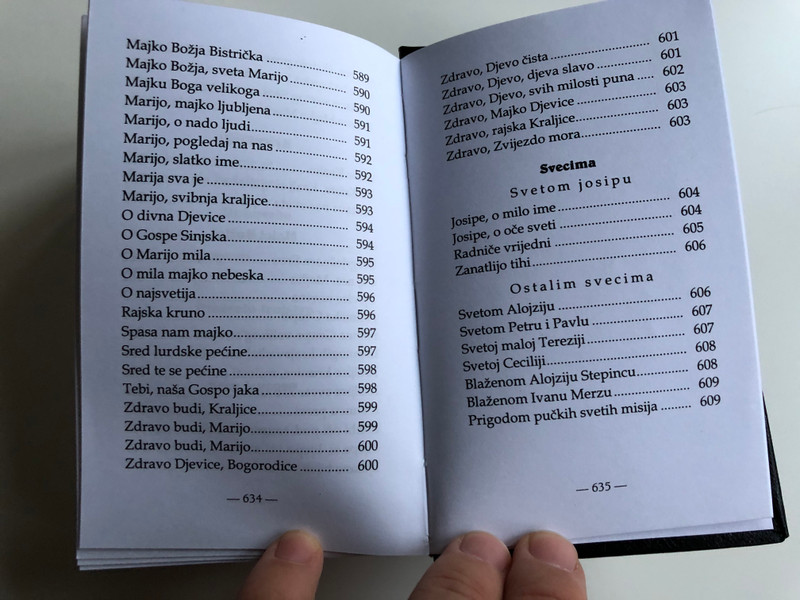 Majko Božja Bistrička ........................ 589
Majko Božja, sveta Marijo ................ 590
Majku Boga velikoga ........................ 590
Marijo, majko ljubljena ..................... 591
Marijo, o nado ljudi ........................... 591
Marijo, pogledaj na nas ..................... 592
Marijo, slatko ime .............................. 592
Marija sva je ....................................... 593
Marijo, svibnja kraljice ...................... 593
O divna Djevice ................................. 594
O Gospe Sinjska ................................. 594
O Marijo mila ..................................... 595
O mila majko nebeska ....................... 595
O najsvetija ......................................... 596
Rajska kruno ...................................... 596
Spasa nam majko ............................... 597
Sred lurdske pećine ........................... 597
Sred te se pećine ................................ 598
Tebi, naša Gospo jaka ........................ 598
Zdravo budi, Kraljice ......................... 599
Zdravo budi, Marijo ........................... 599
Zdravo budi, Marijo ........................... 600
Zdravo Djevice, Bogorodice .............. 600
— 634 —
Zdravo, Djevo čista ............................ 601
Zdravo, Djevo, djeva slavo ................ 601
Zdravo, Djevo, svih milosti puna ..... 602
Zdravo, Majko Djevice ...................... 603
Zdravo, rajska Kraljice ....................... 603
Zdravo, Zvijezdo mora ...................... 603
Svecima
Svetom josipu
Josipe, o milo ime ............................... 604
Josipe, o oče sveti ............................... 604
Radniče vrijedni ................................. 605
Zanatlijo tihi ....................................... 606
Ostalim svecima
Svetom Alojziju .................................. 606
Svetom Petru i Pavlu ......................... 607
Svetoj maloj Tereziji ........................... 607
Svetoj Ceciliji ...................................... 608
Blaženom Alojziju Stepincu .............. 608
Blaženom Ivanu Merzu ..................... 609
Prigodom pučkih svetih misija ......... 609
— 635 —